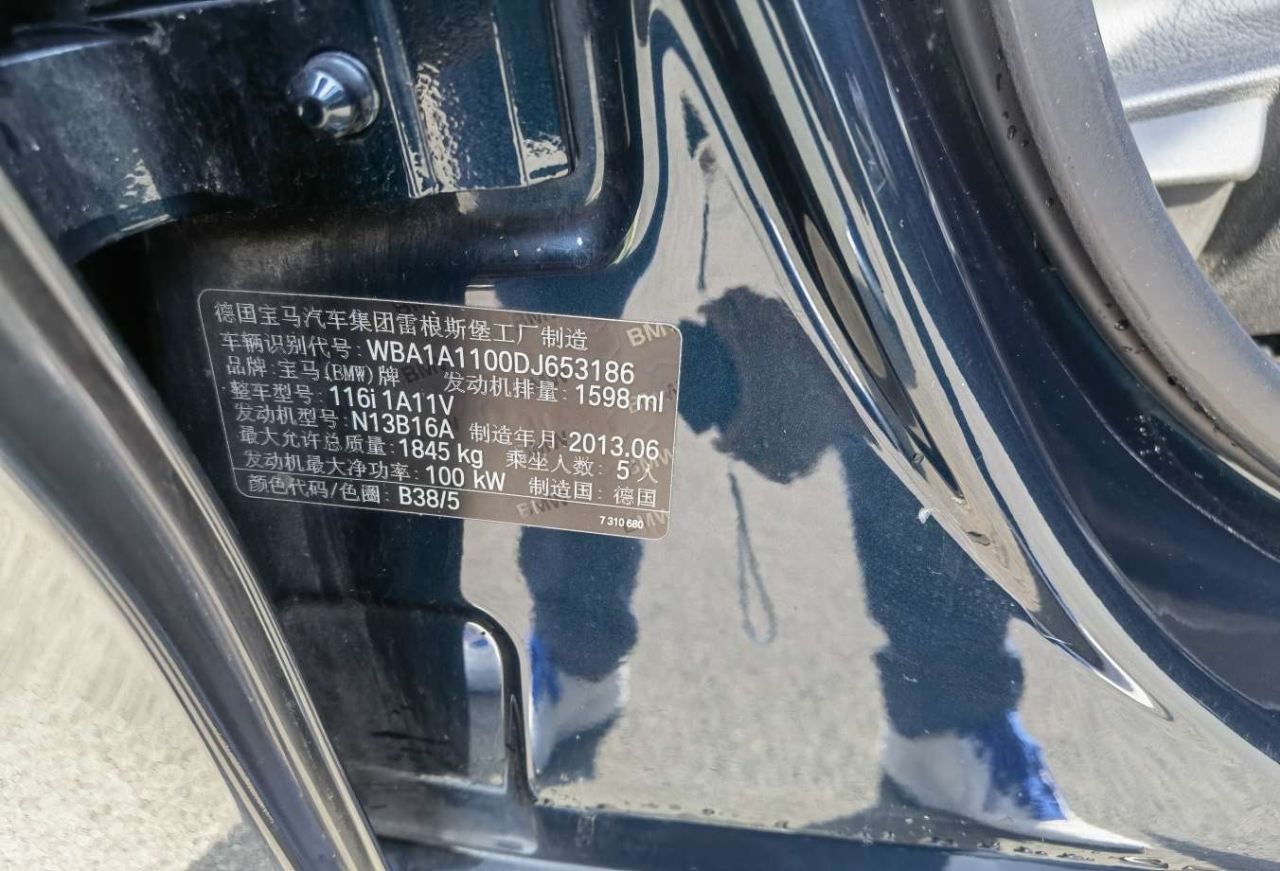 德国宝马汽车集团雷根斯堡工厂制造
车辆识别代号: WBA1A1100DJ653186
品牌: 宝马(BMW)牌 发动机排量: 1598 ml
整车型号: 116i 1A11V
发动机型号: N13B16A 制造年月: 2013.06
最大允许总质量: 1845 kg 乘坐人数: 5人
发动机最大净功率: 100 kW 制造国: 德国
颜色代码/色圈: B38/5
7 310 680